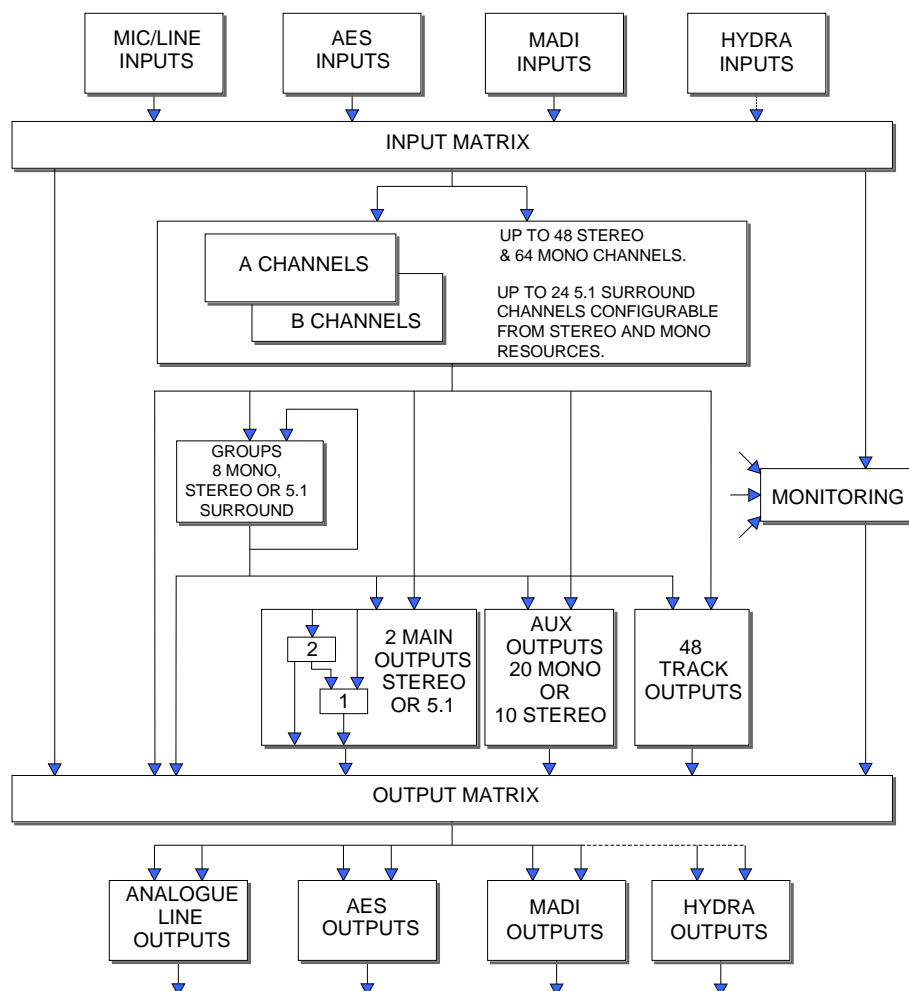 MIC/LINE
INPUTS
AES
INPUTS
MADI
INPUTS
HYDRA
INPUTS
INPUT MATRIX
A CHANNELS
B CHANNELS
UP TO 48 STEREO
& 64 MONO CHANNELS.
UP TO 24 5.1 SURROUND
CHANNELS CONFIGURABLE
FROM STEREO AND MONO
RESOURCES.
GROUPS
8 MONO,
STEREO OR 5.1
SURROUND
MONITORING
2
1
2 MAIN
OUTPUTS
STEREO
OR 5.1
AUX
OUTPUTS
20 MONO
OR
10 STEREO
48
TRACK
OUTPUTS
OUTPUT MATRIX
ANALOGUE
LINE
OUTPUTS
AES
OUTPUTS
MADI
OUTPUTS
HYDRA
OUTPUTS